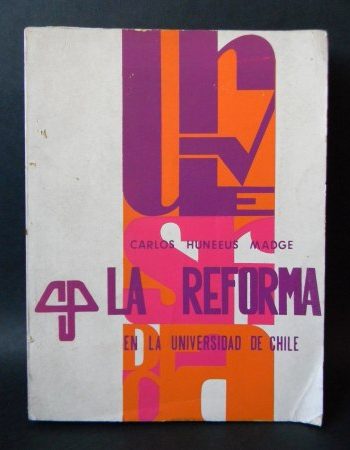 CARLOS HUNEEUS MADGE
LA REFORMA
EN LA UNIVERSIDAD DE CHILE